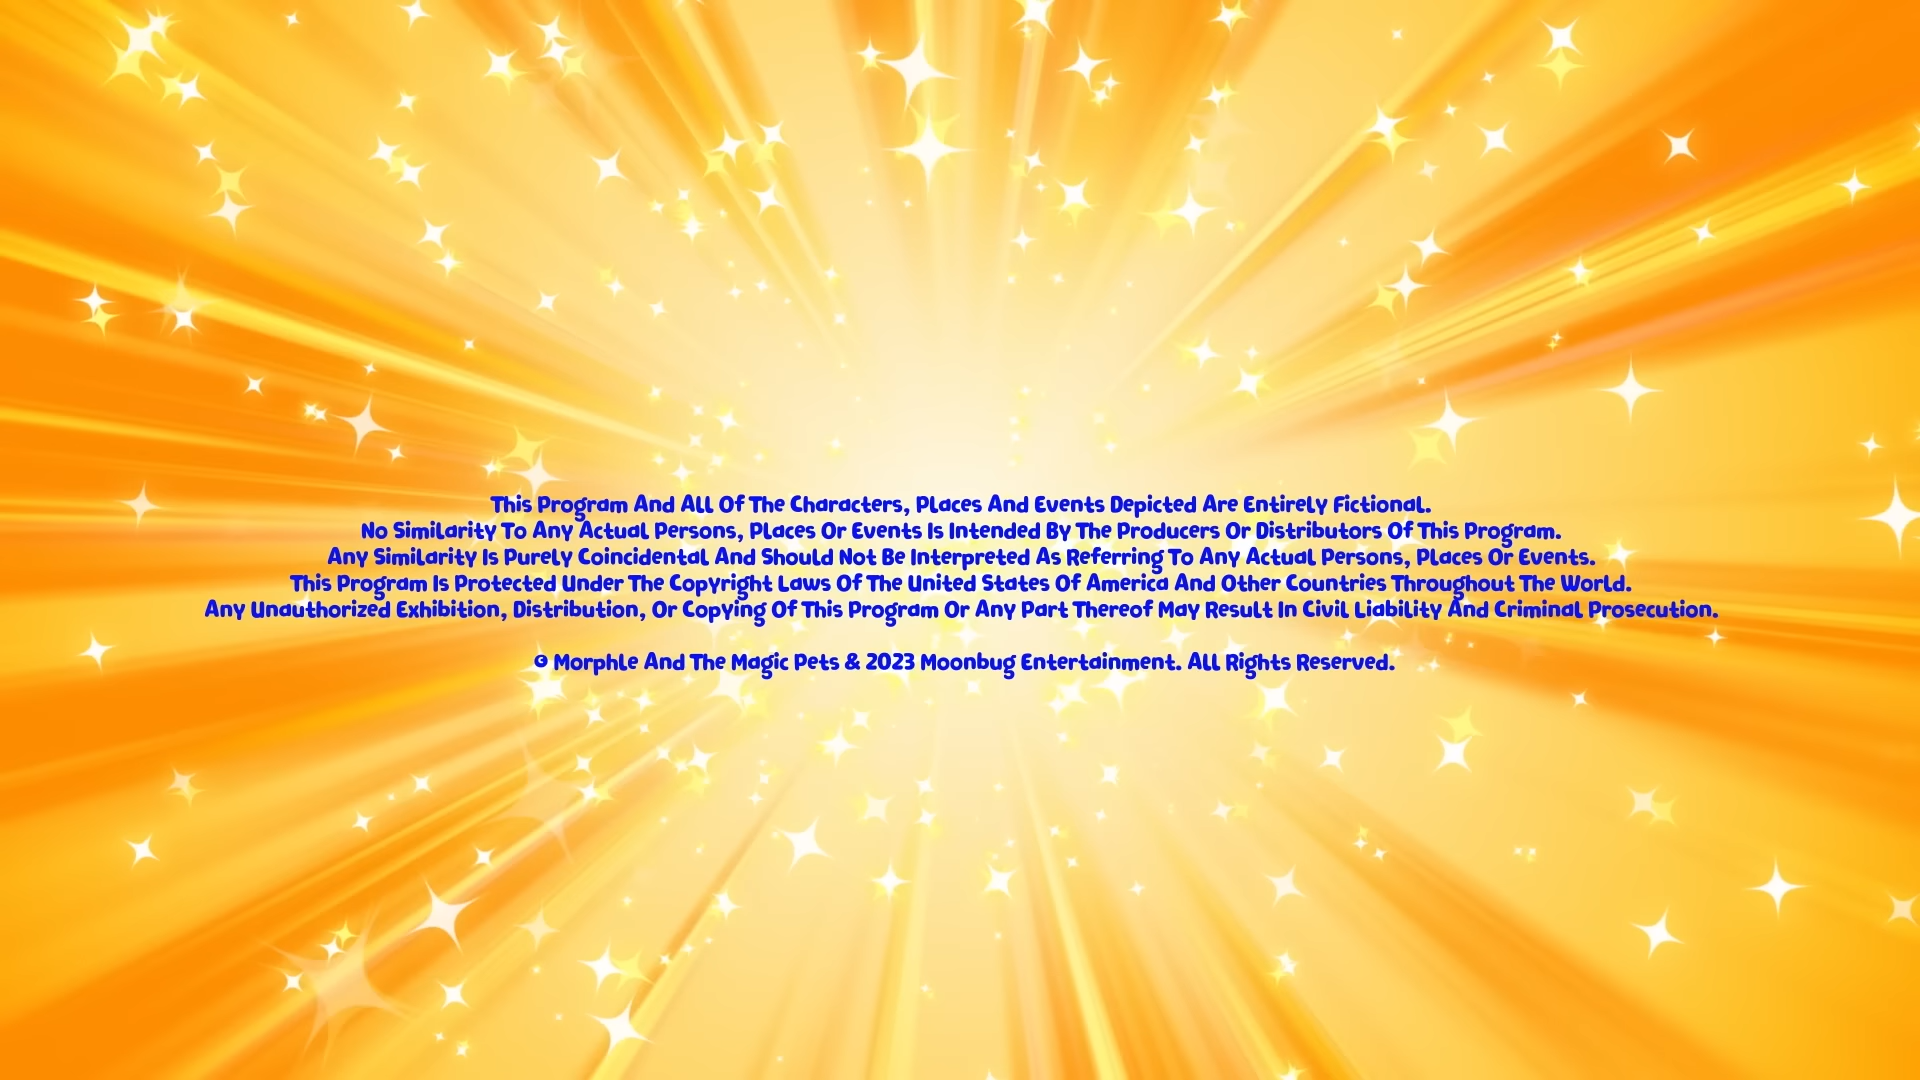 This Program And All Of The Characters, Places And Events Depicted Are Entirely Fictional.
No Similarity To Any Actual Persons, Places Or Events Is Intended By The Producers Or Distributors Of This Program.
Any Similarity Is Purely Coincidental And Should Not Be Interpreted As Referring To Any Actual Persons, Places Or Events.
This Program Is Protected Under The Copyright Laws Of The United States Of America And Other Countries Throughout The World.
Any Unauthorized Exhibition, Distribution, Or Copying Of This Program Or Any Part Thereof May Result In Civil Liability And Criminal Prosecution.
© Morphle And The Magic Pets & 2023 Moonbug Entertainment. All Rights Reserved.